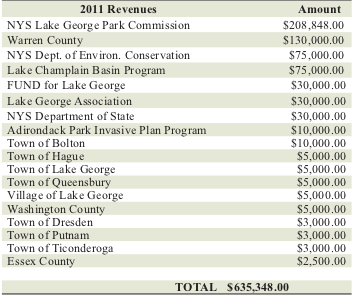 2011 Revenues Amount
NYS Lake George Park Commission $208,848.00
Warren County $130,000.00
NYS Dept. of Environ. Conservation $75,000.00
Lake Champlain Basin Program $75,000.00
FUND for Lake George $30,000.00
Lake George Association $30,000.00
NYS Department of State $30,000.00
Adirondack Park Invasive Plan Program $10,000.00
Town of Bolton $10,000.00
Town of Hague $5,000.00
Town of Lake George $5,000.00
Town of Queensbury $5,000.00
Village of Lake George $5,000.00
Washington County $5,000.00
Town of Dresden $3,000.00
Town of Putnam $3,000.00
Town of Ticonderoga $3,000.00
Essex County $2,500.00
TOTAL $635,348.00